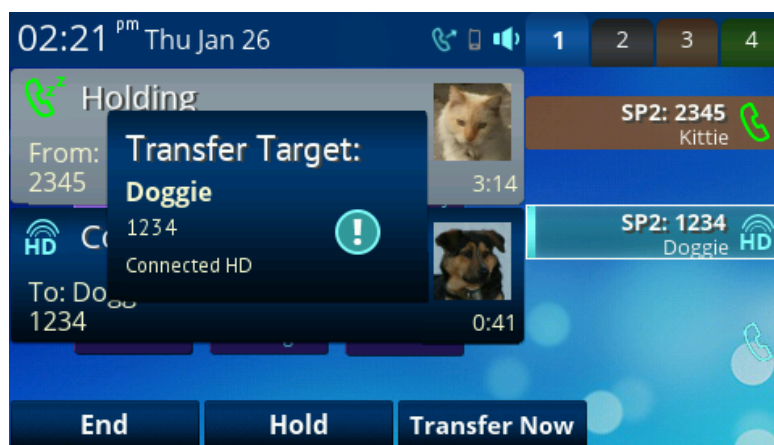 02:21 pm Thu Jan 26
1 2 3 4
Holding
From:
2345
3:14
Transfer Target:
Doggie
1234
Connected HD
HD
To:
1234
0:41
SP2: 2345
Kittie
SP2: 1234
Doggie
HD
End Hold Transfer Now